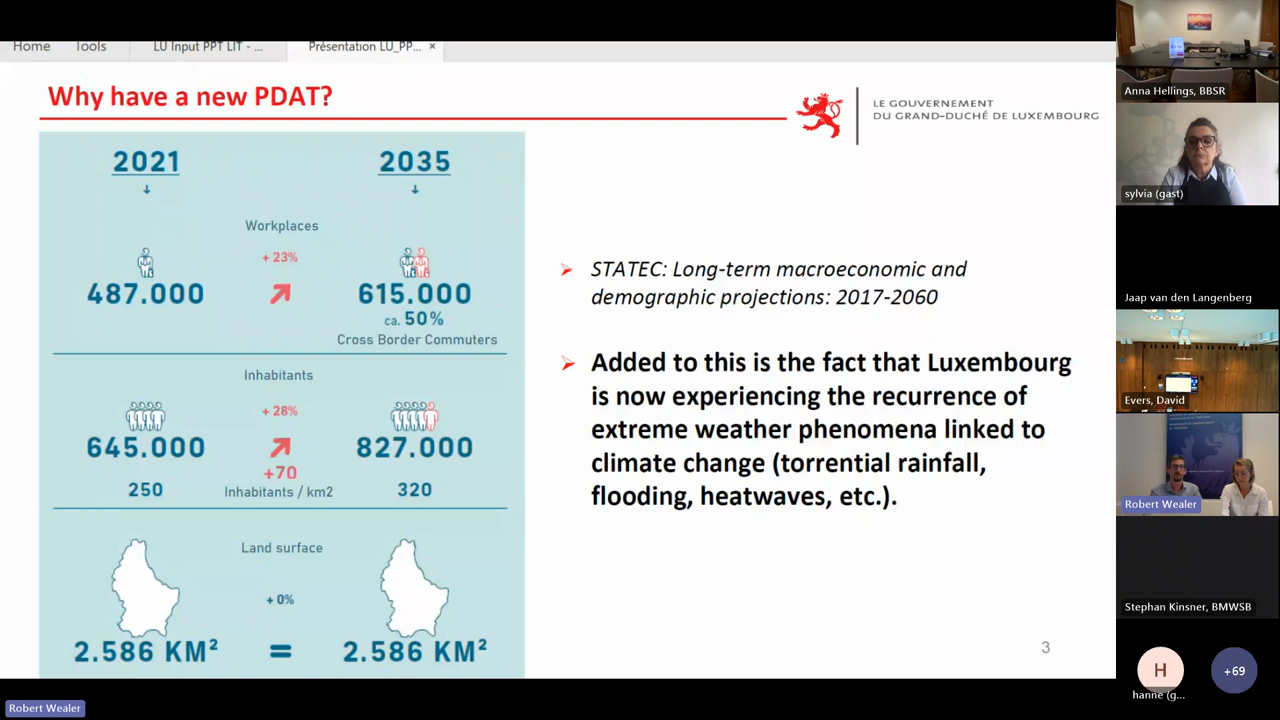 Home Tools LU Input PPT LIT - ... Présentation LU_PP... ×
Why have a new PDAT?
LE GOUVERNEMENT
DU GRAND-DUCHÉ DE LUXEMBOURG
2021 2035
Workplaces
+ 23%
487.000 615.000
ca. 50%
Cross Border Commuters
Inhabitants
+ 28%
645.000 827.000
+70
250 Inhabitants / km2 320
Land surface
+ 0%
2.586 KM² = 2.586 KM²
STATEC: Long-term macroeconomic and
demographic projections: 2017-2060
Added to this is the fact that Luxembourg
is now experiencing the recurrence of
extreme weather phenomena linked to
climate change (torrential rainfall,
flooding, heatwaves, etc.).
3
Anna Hellings, BBSR
sylvia (gast)
Jaap van den Langenberg
Evers, David
Robert Wealer
Stephan Kinsner, BMWSB
H +69
hanne (g...
Robert Wealer